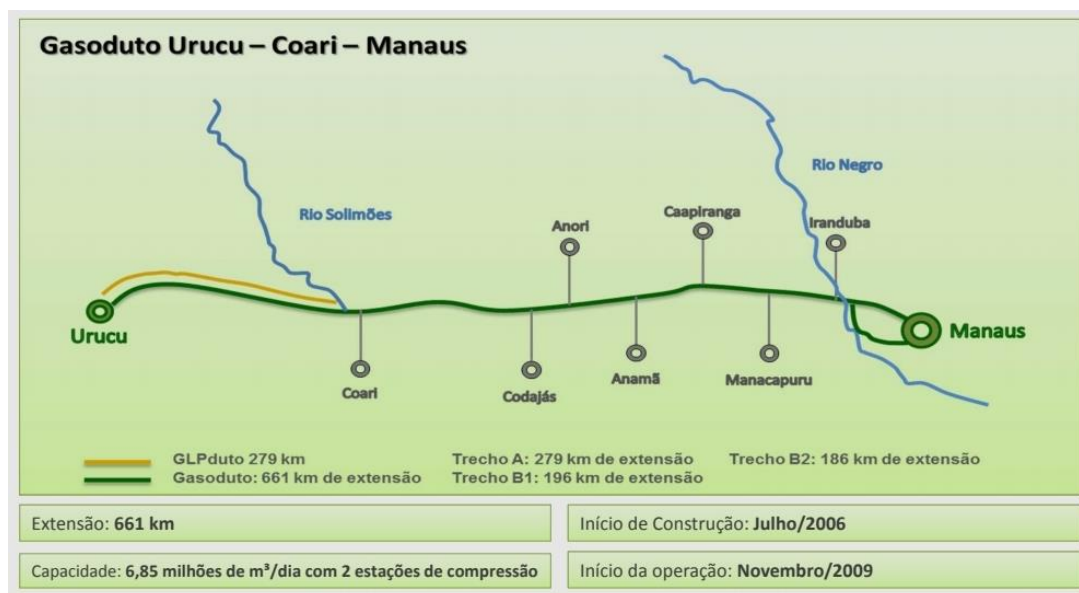 Gasoduto Urucu – Coari – Manaus
Rio Negro
Rio Solimões
Caapiranga
Iranduba
Anori
Urucu
Manaus
Coari
Codajás
Anamã
Manacapuru
GLPduto 279 km
Trecho A: 279 km de extensão
Trecho B2: 186 km de extensão
Gasoduto: 661 km de extensão
Trecho B1: 196 km de extensão
Extensão: 661 km
Início de Construção: Julho/2006
Capacidade: 6,85 milhões de m³/dia com 2 estações de compressão
Início da operação: Novembro/2009